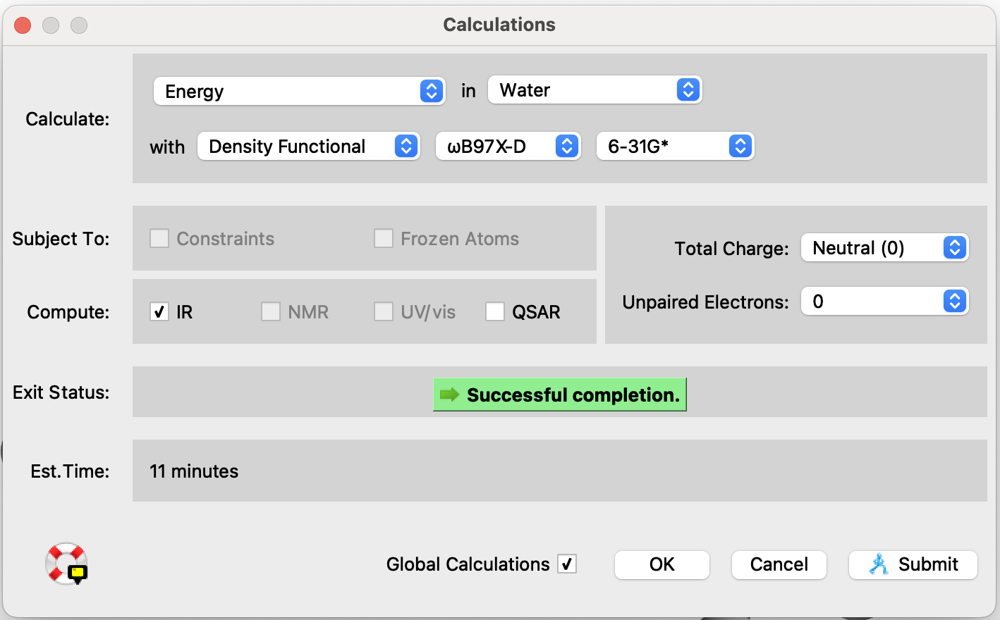 Calculations
Calculate:
Energy in Water
with Density Functional ωB97X-D 6-31G*
Subject To:
Constraints Frozen Atoms
Total Charge: Neutral (0)
Compute:
IR NMR UV/vis QSAR
Unpaired Electrons: 0
Exit Status:
Successful completion.
Est.Time:
11 minutes
Global Calculations OK Cancel Submit